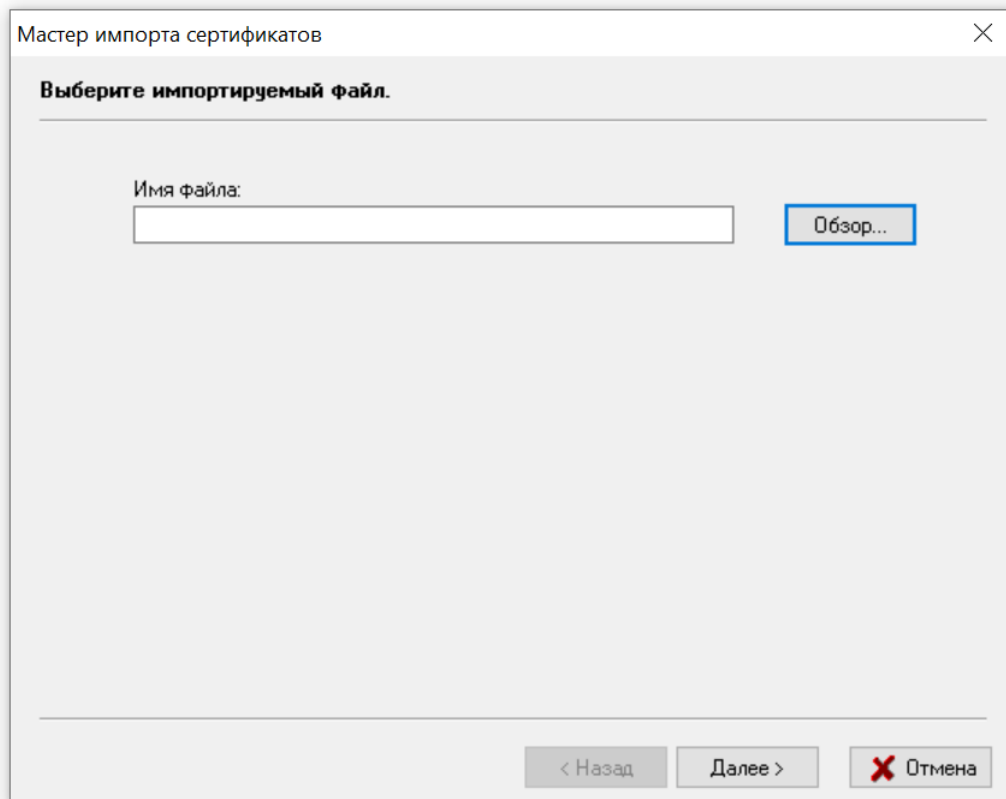 Мастер импорта сертификатов
Выберите импортируемый файл.
Имя файла:
Обзор...
< Назад
Далее >
Отмена